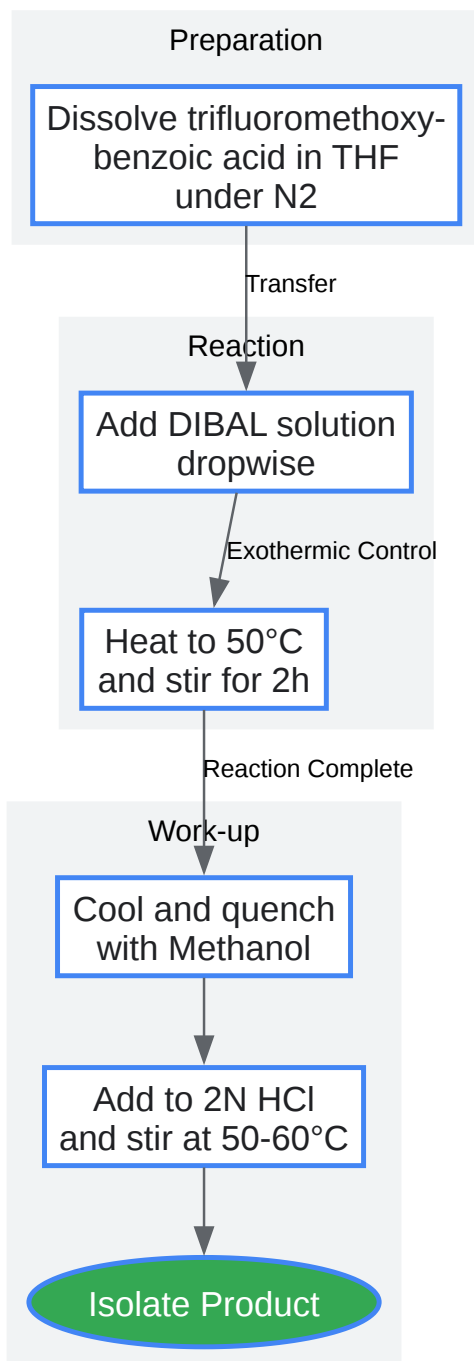 Preparation
Dissolve trifluoromethoxy-
benzoic acid in THF
under N2
Transfer
Reaction
Add DIBAL solution
dropwise
Exothermic Control
Heat to 50°C
and stir for 2h
Reaction Complete
Work-up
Cool and quench
with Methanol
Add to 2N HCl
and stir at 50-60°C
Isolate Product